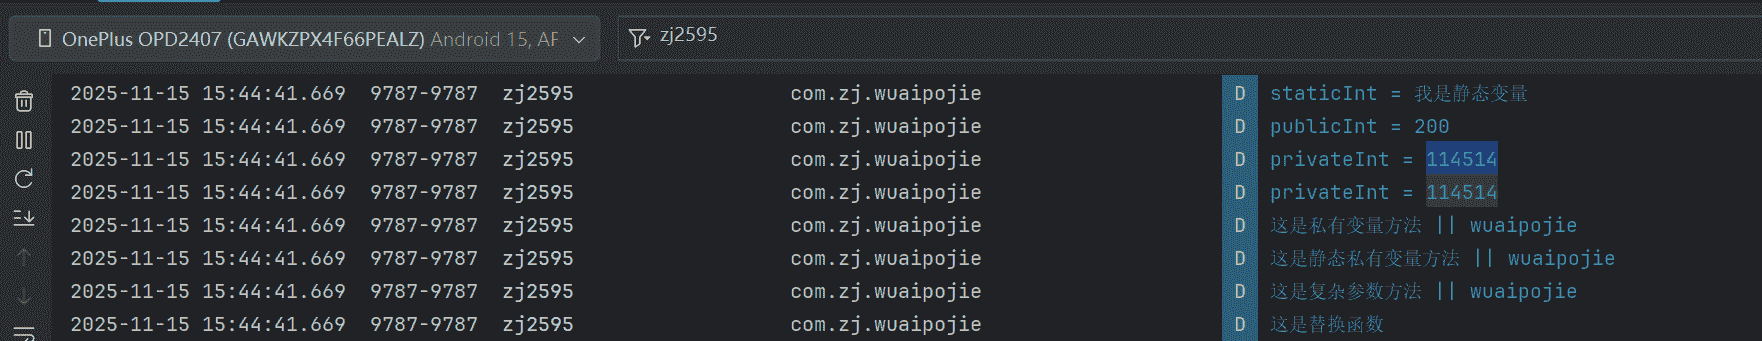 OnePlus OPD2407 (GAWKZPX4F66PEALZ) Android 15, AF
zj2595
2025-11-15 15:44:41.669 9787-9787 zj2595 com.zj.wuaipojie D staticInt = 我是静态变量
2025-11-15 15:44:41.669 9787-9787 zj2595 com.zj.wuaipojie D publicInt = 200
2025-11-15 15:44:41.669 9787-9787 zj2595 com.zj.wuaipojie D privateInt = 114514
2025-11-15 15:44:41.669 9787-9787 zj2595 com.zj.wuaipojie D privateInt = 114514
2025-11-15 15:44:41.669 9787-9787 zj2595 com.zj.wuaipojie D 这是私有变量方法 || wuaipojie
2025-11-15 15:44:41.669 9787-9787 zj2595 com.zj.wuaipojie D 这是静态私有变量方法 || wuaipojie
2025-11-15 15:44:41.669 9787-9787 zj2595 com.zj.wuaipojie D 这是复杂参数方法 || wuaipojie
2025-11-15 15:44:41.669 9787-9787 zj2595 com.zj.wuaipojie D 这是替换函数